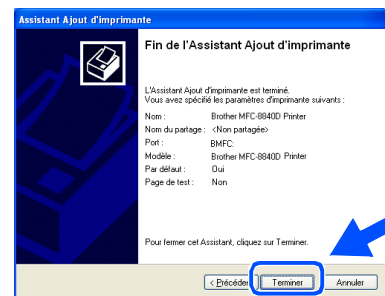 Assistant Ajout d'imprimante
Fin de l'Assistant Ajout d'imprimante
L'Assistant Ajout d'imprimante est terminé.
Vous avez spécifié les paramètres d'imprimante suivants :
Nom : Brother MFC-8840D Printer
Nom du partage : <Non partagée>
Port : BMFC:
Modèle : Brother MFC-8840D Printer
Par défaut : Oui
Page de test : Non
Pour fermer cet Assistant, cliquez sur Terminer.
< Précéden Terminer Annuler